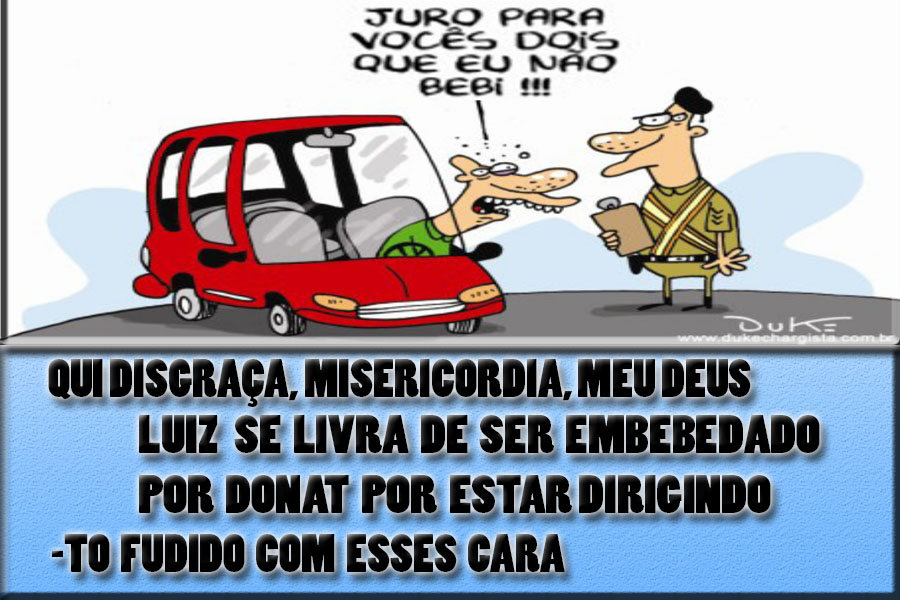 JURO PARA
VOCÊS DOIS
QUE EU NÃO
BEBI !!!
DUKE
www.dukechargista.com.br
QUI DISGRAÇA, MISERICORDIA, MEU DEUS
LUIZ SE LIVRA DE SER EMBEBEDADO
POR DONAT POR ESTAR DIRIGINDO
-TO FUDIDO COM ESSES CARA